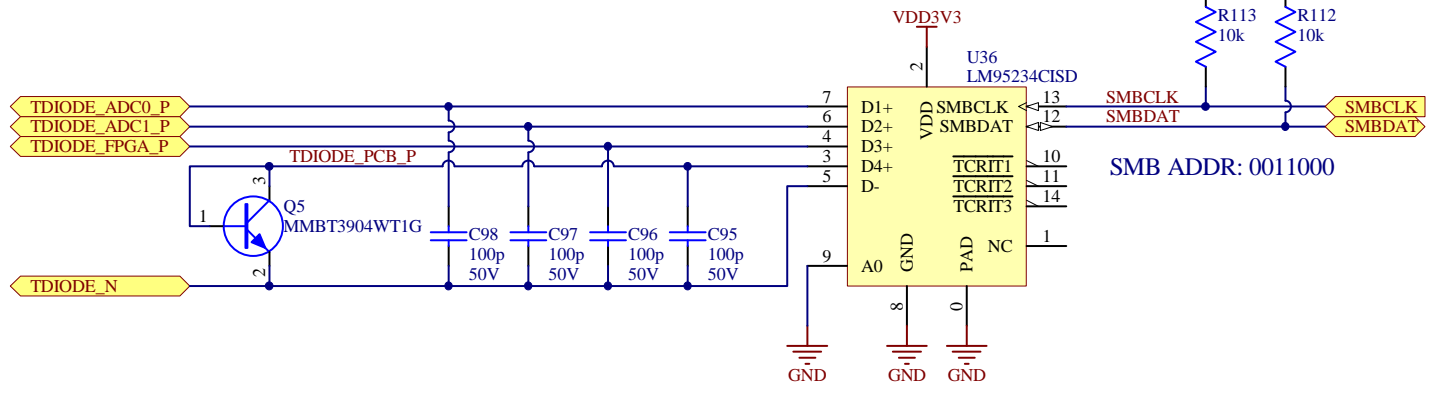 VDD3V3
R113
10k
R112
10k
U36
LM95234CISD
2
TDIODE_ADC0_P
TDIODE_ADC1_P
TDIODE_FPGA_P
TDIODE_PCB_P
7
6
4
3
5
9
D1+
D2+
D3+
D4+
D-
A0
VDD
SMBCLK
SMBDAT
TCRIT1
TCRIT2
TCRIT3
NC
GND
PAD
13
12
10
11
14
1
SMBCLK
SMBDAT
SMBCLK
SMBDAT
SMB ADDR: 0011000
3
1
2
Q5
MMBT3904WT1G
C98
100p
50V
C97
100p
50V
C96
100p
50V
C95
100p
50V
TDIODE_N
8
0
GND
GND
GND